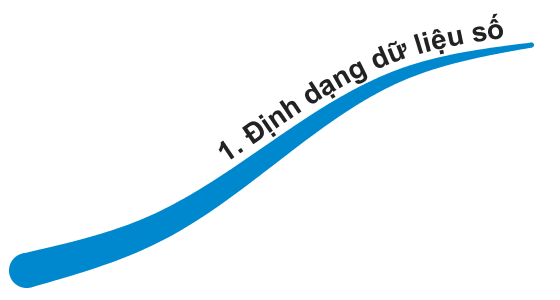 1. Định dạng dữ liệu số